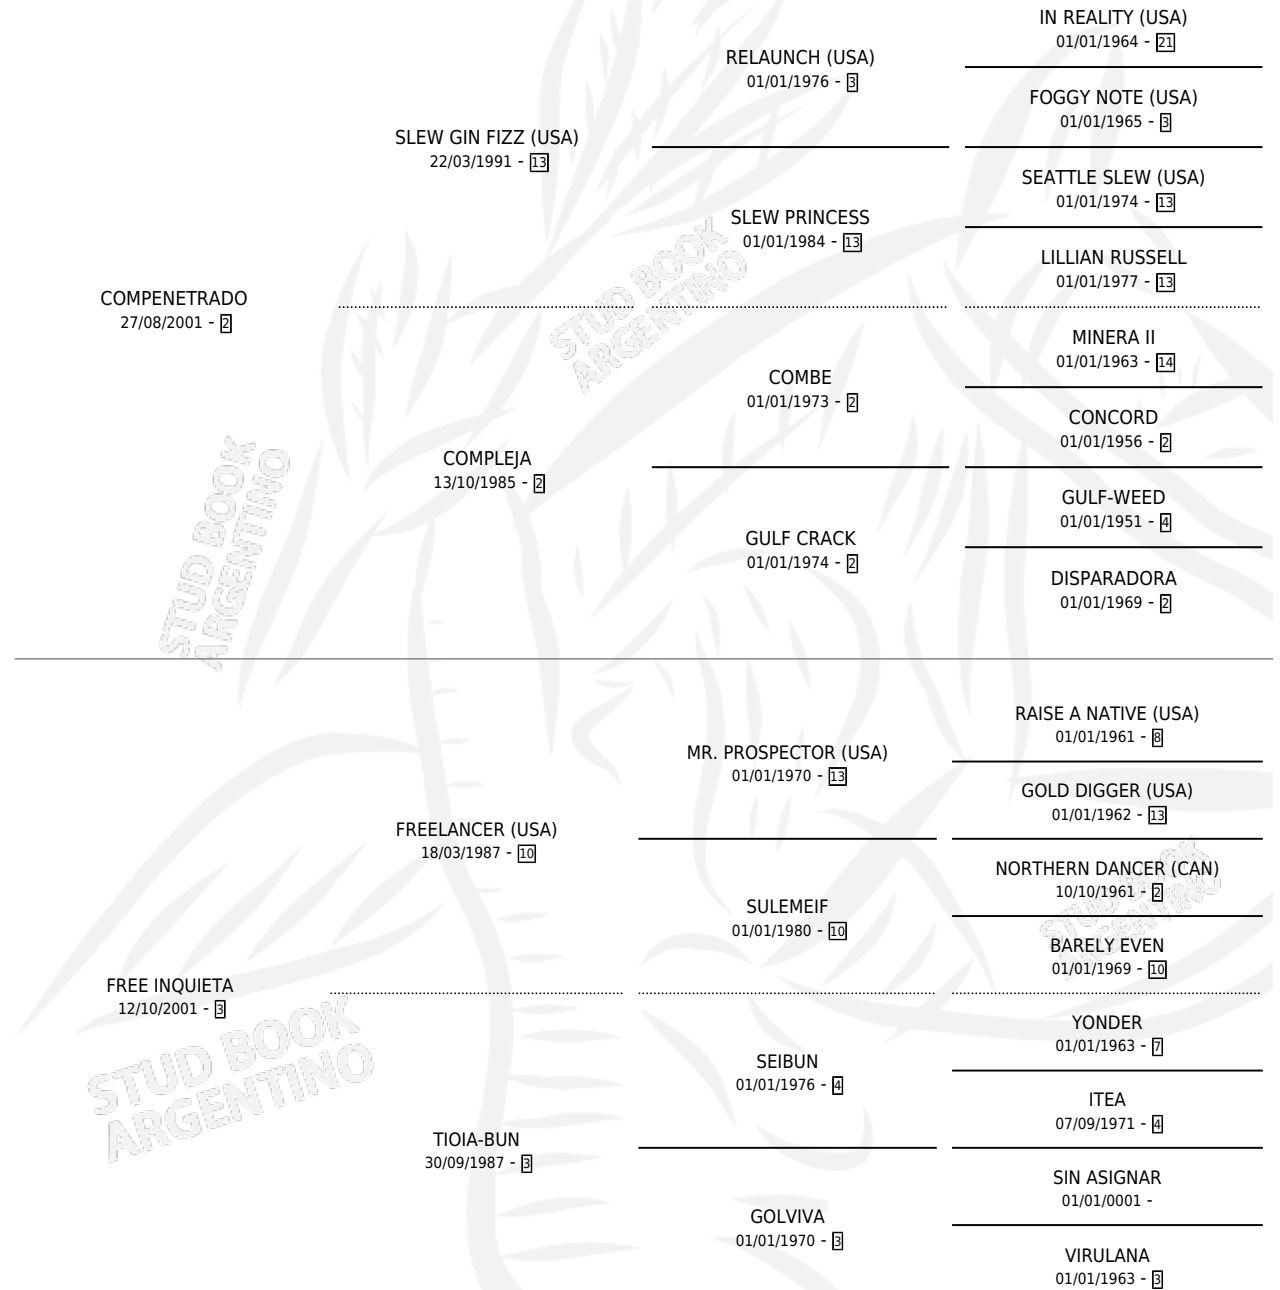 IN REALITY (USA)
01/01/1964 - 21
RELAUNCH (USA)
01/01/1976 - 3
FOGGY NOTE (USA)
01/01/1965 - 3
SLEW GIN FIZZ (USA)
22/03/1991 - 13
SEATTLE SLEW (USA)
01/01/1974 - 13
SLEW PRINCESS
01/01/1984 - 13
LILLIAN RUSSELL
01/01/1977 - 13
COMPENETRADO
27/08/2001 - 2
MINERA II
01/01/1963 - 14
COMBE
01/01/1973 - 2
CONCORD
01/01/1956 - 2
COMPLEJA
13/10/1985 - 2
GULF-WEED
01/01/1951 - 4
GULF CRACK
01/01/1974 - 2
DISPARADORA
01/01/1969 - 2
RAISE A NATIVE (USA)
01/01/1961 - 8
MR. PROSPECTOR (USA)
01/01/1970 - 13
GOLD DIGGER (USA)
01/01/1962 - 13
FREELANCER (USA)
18/03/1987 - 10
NORTHERN DANCER (CAN)
10/10/1961 - 2
SULEMEIF
01/01/1980 - 10
BARELY EVEN
01/01/1969 - 10
FREE INQUIETA
12/10/2001 - 3
YONDER
01/01/1963 - 7
SEIBUN
01/01/1976 - 4
ITEA
07/09/1971 - 4
TIOIA-BUN
30/09/1987 - 3
SIN ASIGNAR
01/01/0001 -
GOLVIVA
01/01/1970 - 3
VIRULANA
01/01/1963 - 3
STUD BOOK
ARGENTINO
STUD BOOK
ARGENTINO
STUD BOOK
ARGENTINO
STUD BOOK
ARGENTINO